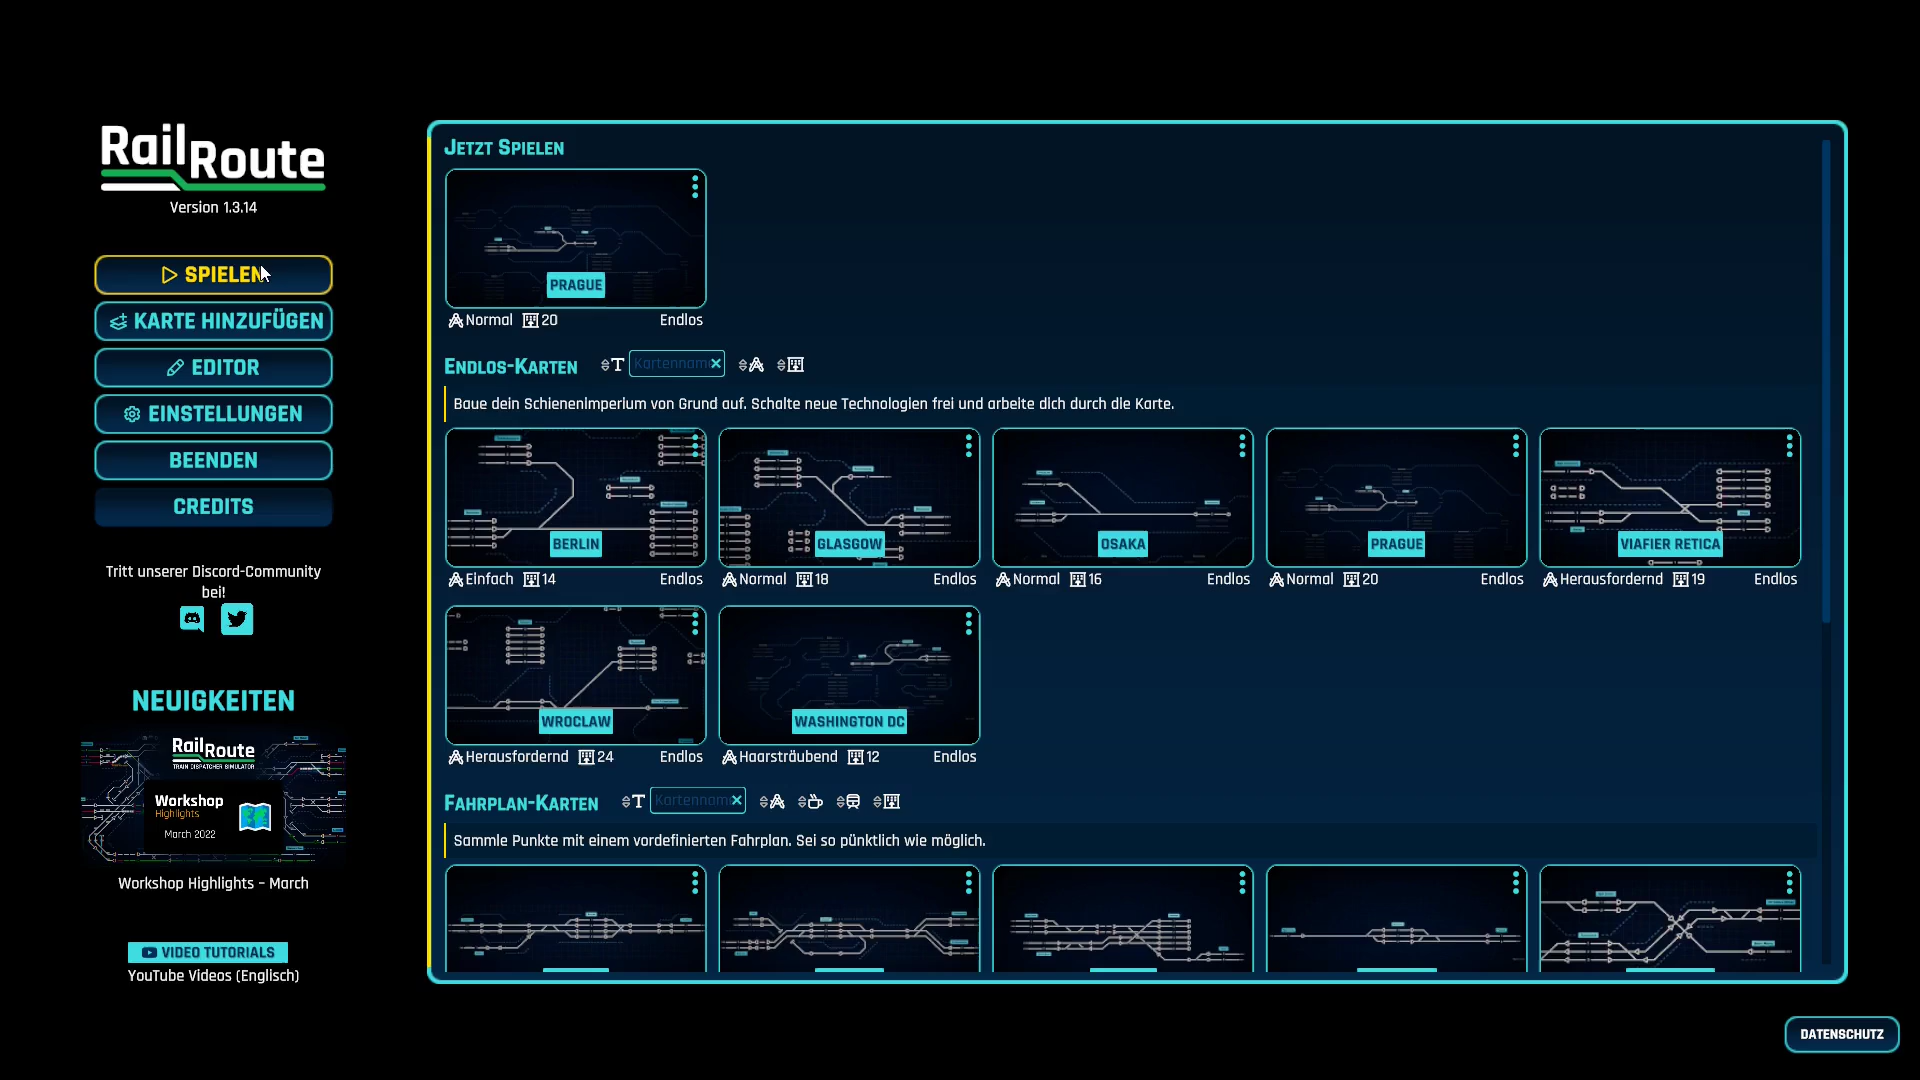 RailRoute
Version 1.3.14
SPIELEN
KARTE HINZUFÜGEN
EDITOR
EINSTELLUNGEN
BEENDEN
CREDITS
Tritt unserer Discord-Community
bei!
NEUIGKEITEN
RailRoute
TRAIN DISPATCHER SIMULATOR
Workshop
Highlights
March 2022
Workshop Highlights – March
VIDEO TUTORIALS
YouTube Videos (Englisch)
JETZT SPIELEN
PRAGUE
Normal 20 Endlos
ENDLOS-KARTEN T Kartennam
Baue dein Schienenimperium von Grund auf. Schalte neue Technologien frei und arbeite dich durch die Karte.
BERLIN GLASGOW OSAKA PRAGUE VIAFIER RETICA
Einfach 14 Endlos Normal 18 Endlos Normal 16 Endlos Normal 20 Endlos Herausfordernd 19 Endlos
WROCLAW WASHINGTON DC
Herausfordernd 24 Endlos Haarsträubend 12 Endlos
FAHRPLAN-KARTEN T Kartennam
Sammle Punkte mit einem vordefinierten Fahrplan. Sei so pünktlich wie möglich.
DATENSCHUTZ